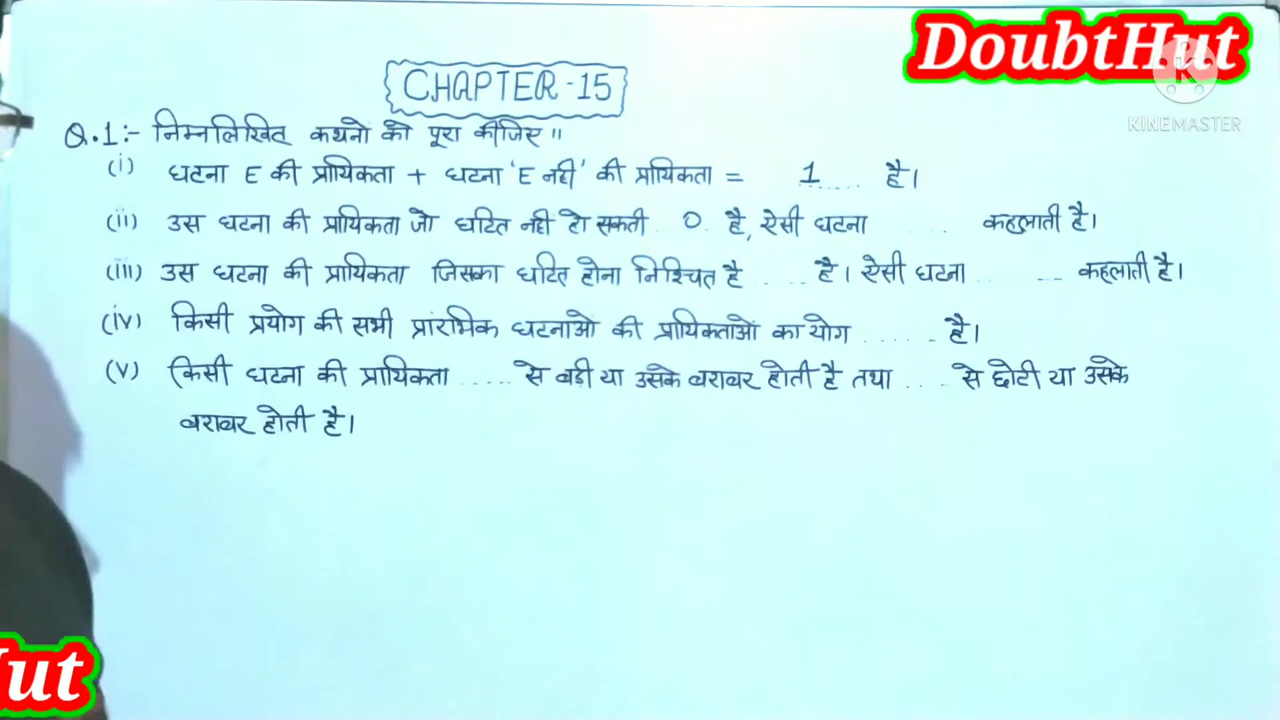 DoubtHut
KINEMASTER
CHAPTER-15
Q.1:- निम्नलिखित कथनो को पूरा कीजिए॥
(i) घटना E की प्रायिकता + घटना 'E नही' की प्रायिकता = 1 ..... है।
(ii) उस घटना की प्रायिकता जो घटित नही हो सकती .. 0. है, ऐसी घटना ...... कहलाती है।
(iii) उस घटना की प्रायिकता जिसका घटित होना निश्चित है ..... है। ऐसी घटना ..... कहलाती है।
(iv) किसी प्रयोग की सभी प्रारंभिक घटनाओ की प्रायिकताओं का योग ...... है।
(v) किसी घटना की प्रायिकता ..... से बडी या उसके बराबर होती है तथा .... से छोटी या उसके
बराबर होती है।
Hut